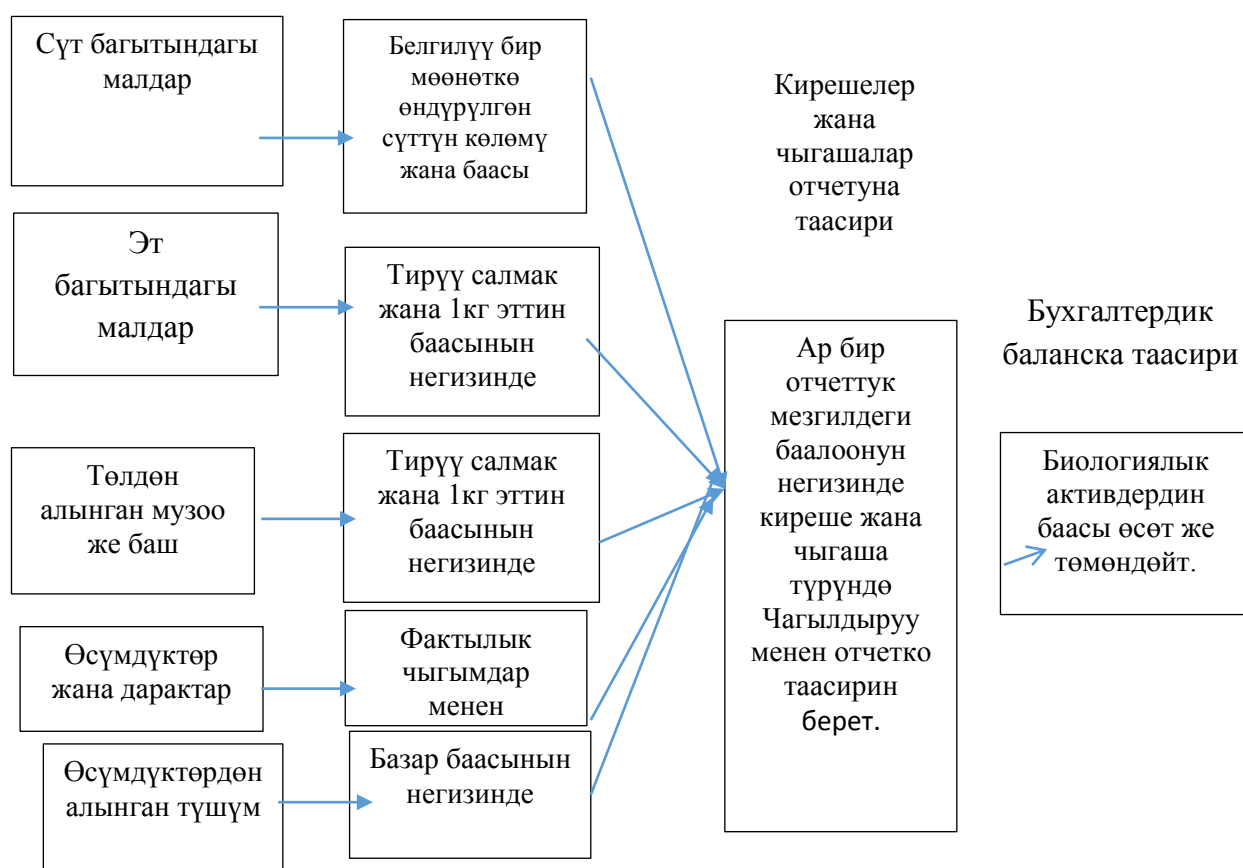 Сүт багытындагы
малдар
Белгилүү бир
мөөнөткө
өндүрүлгөн
сүттүн көлөмү
жана баасы
Эт
багытындагы
малдар
Тирүү салмак
жана 1кг эттин
баасынын
негизинде
Төлдөн
алынган музоо
же баш
Тирүү салмак
жана 1кг эттин
баасынын
негизинде
Өсүмдүктөр
жана дарактар
Фактылык
чыгымдар
менен
Өсүмдүктөрдөн
алынган түшүм
Базар баасынын
негизинде
Кирешелер
жана
чыгашалар
отчетуна
таасири
Ар бир
отчеттук
мезгилдеги
баалоонун
негизинде
киреше жана
чыгаша
түрүндө
Чагылдыруу
менен отчетко
таасирин
берет.
Бухгалтердик
баланска таасири
Биологиялык
активдердин
баасы өсөт же
төмөндөйт.